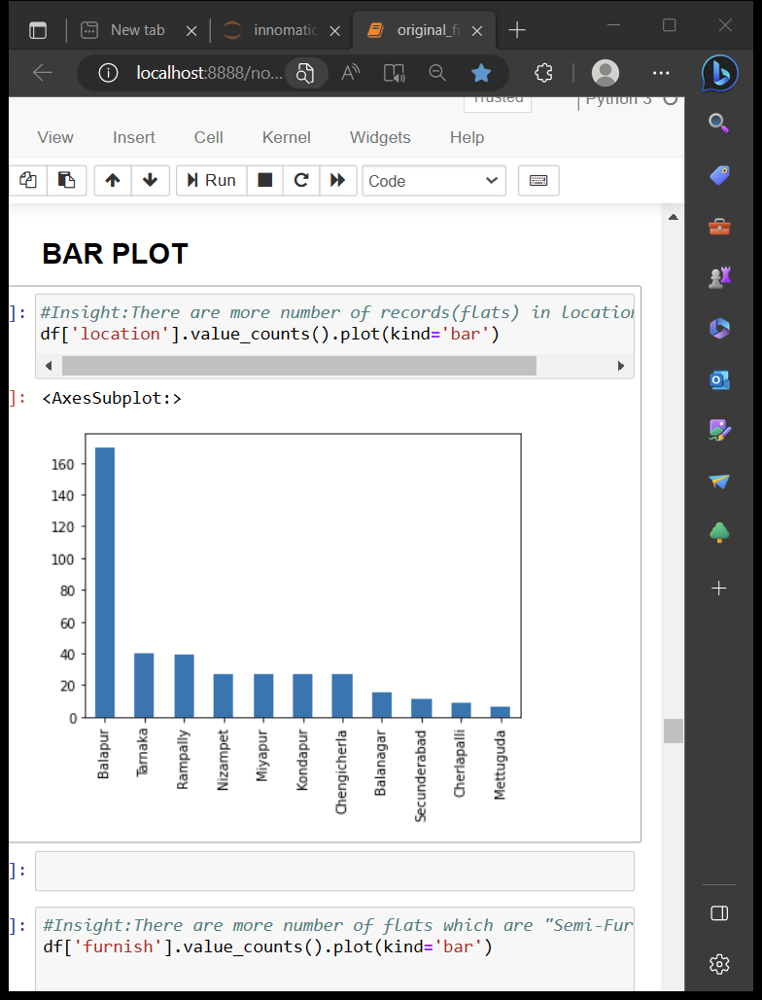 New tab
innomatic
original_fi
localhost:8888/no...
Trusted
Python 3
View Insert Cell Kernel Widgets Help
Run
Code
BAR PLOT
]: #Insight:There are more number of records(flats) in location
df['location'].value_counts().plot(kind='bar')
]: <AxesSubplot:>
160
140
120
100
80
60
40
20
0
Balapur
Tarnaka
Rampally
Nizampet
Miyapur
Kondapur
Chengicherla
Balanagar
Secunderabad
Cherlapalli
Mettuguda
]:
]: #Insight:There are more number of flats which are "Semi-Fur
df['furnish'].value_counts().plot(kind='bar')